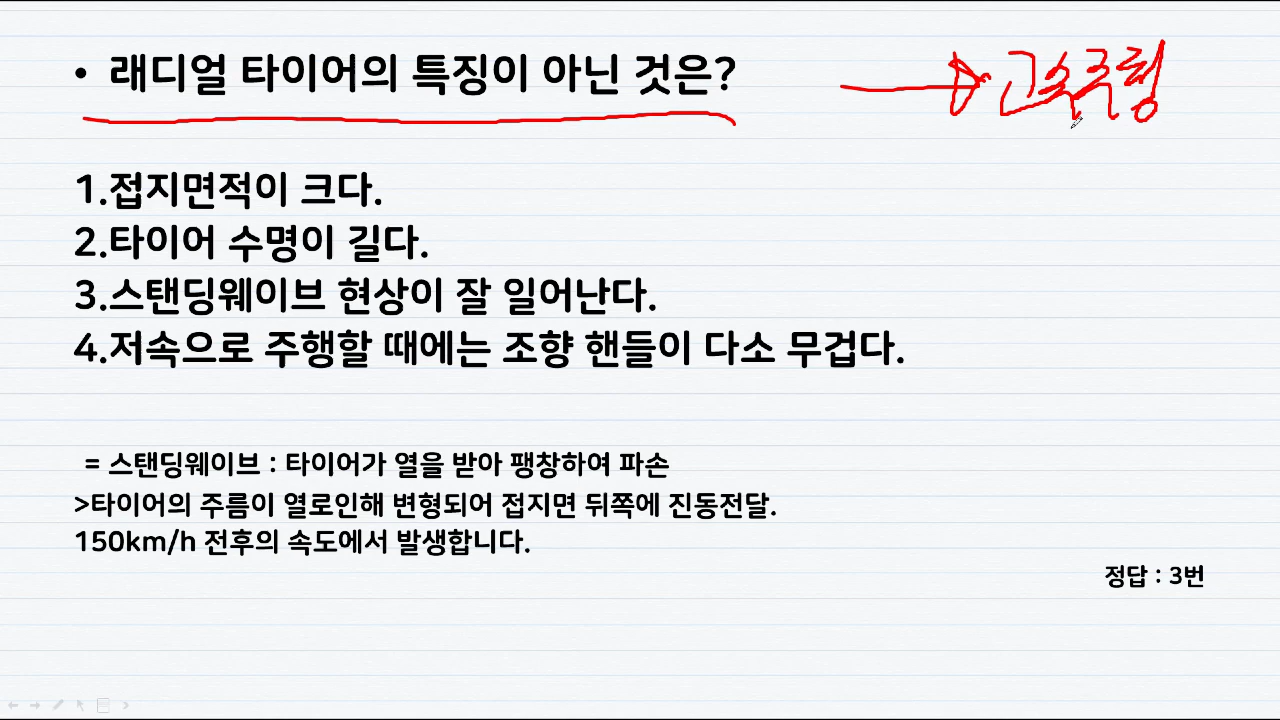 • 래디얼 타이어의 특징이 아닌 것은?
1.접지면적이 크다.
2.타이어 수명이 길다.
3.스탠딩웨이브 현상이 잘 일어난다.
4.저속으로 주행할 때에는 조향 핸들이 다소 무겁다.
= 스탠딩웨이브 : 타이어가 열을 받아 팽창하여 파손
>타이어의 주름이 열로인해 변형되어 접지면 뒤쪽에 진동전달.
150km/h 전후의 속도에서 발생합니다.
정답 : 3번